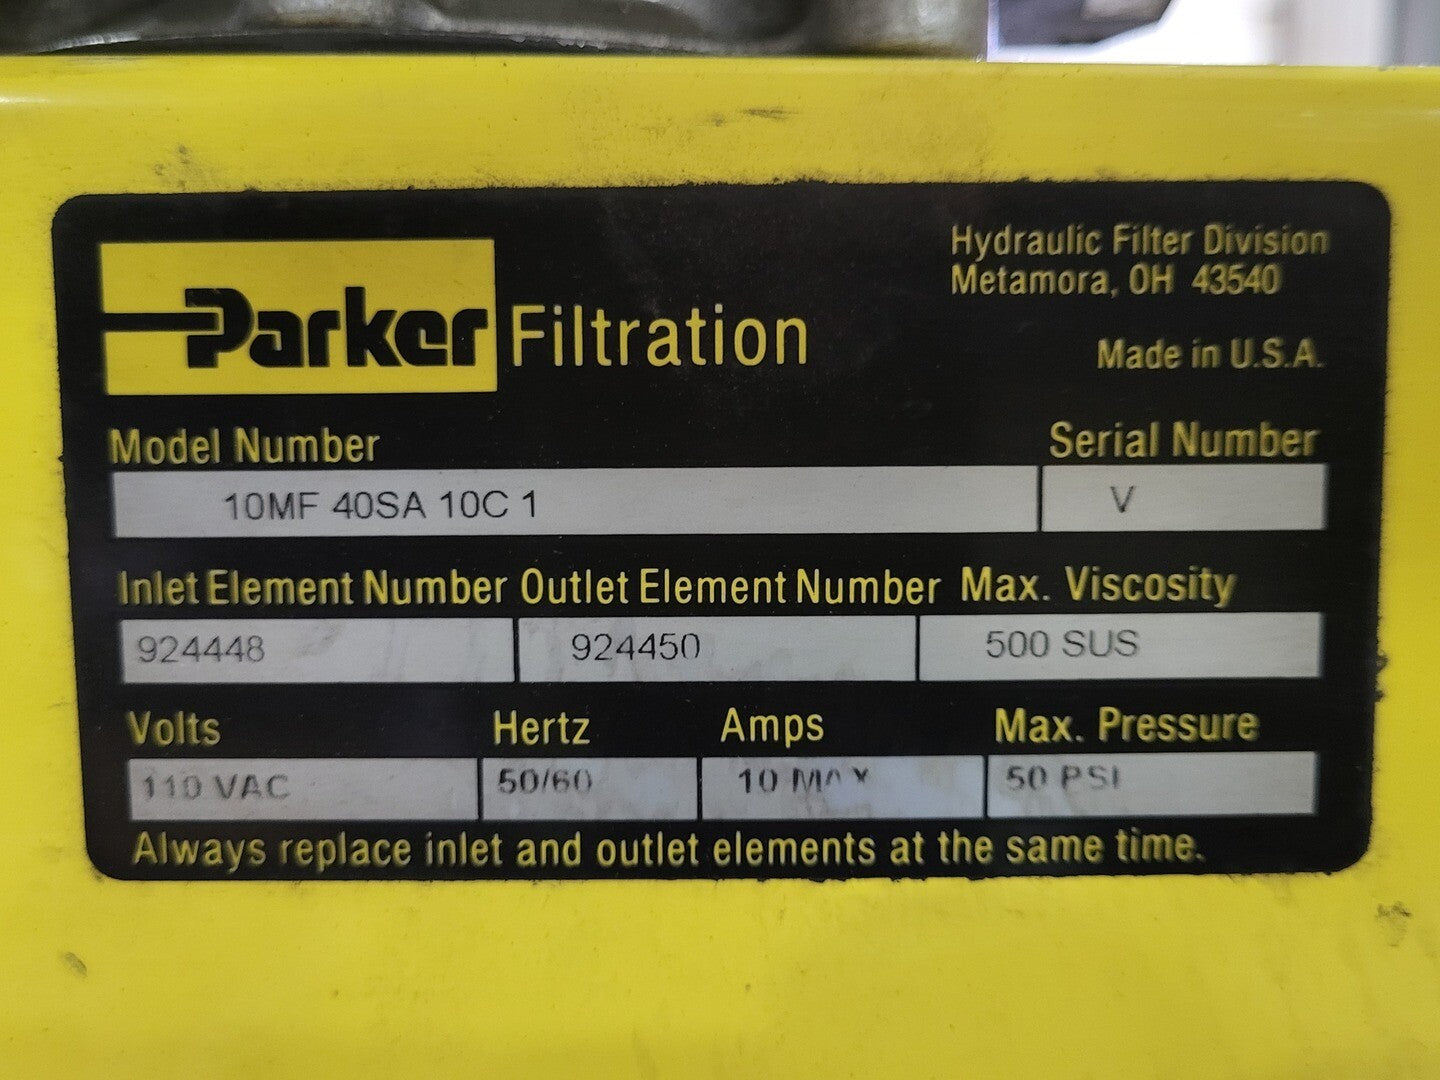 Parker Filtration
Hydraulic Filter Division
Metamora, OH 43540
Made in U.S.A.
Model Number Serial Number
10MF 40SA 10C 1 V
Inlet Element Number Outlet Element Number Max. Viscosity
924448 924450 500 SUS
Volts Hertz Amps Max. Pressure
110 VAC 50/60 10 MAX 50 PSI
Always replace inlet and outlet elements at the same time.